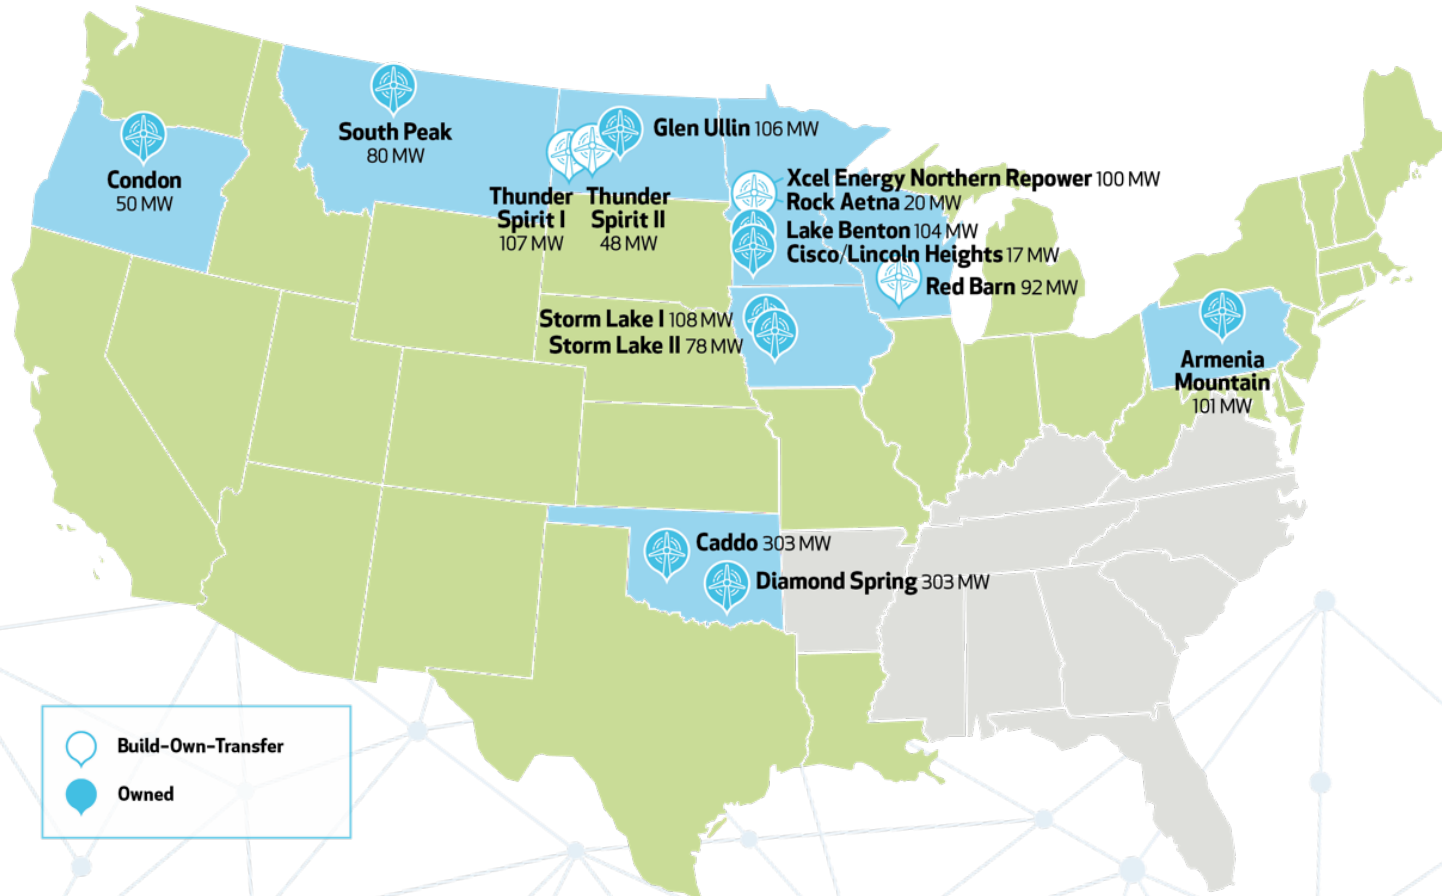 South Peak
80 MW
Condon
50 MW
Glen Ullin 106 MW
Thunder
Spirit I
107 MW
Thunder
Spirit II
48 MW
Xcel Energy Northern Repower 100 MW
Rock Aetna 20 MW
Lake Benton 104 MW
Cisco/Lincoln Heights 17 MW
Red Barn 92 MW
Storm Lake I 108 MW
Storm Lake II 78 MW
Armenia
Mountain
101 MW
Caddo 303 MW
Diamond Spring 303 MW
Build-Own-Transfer
Owned